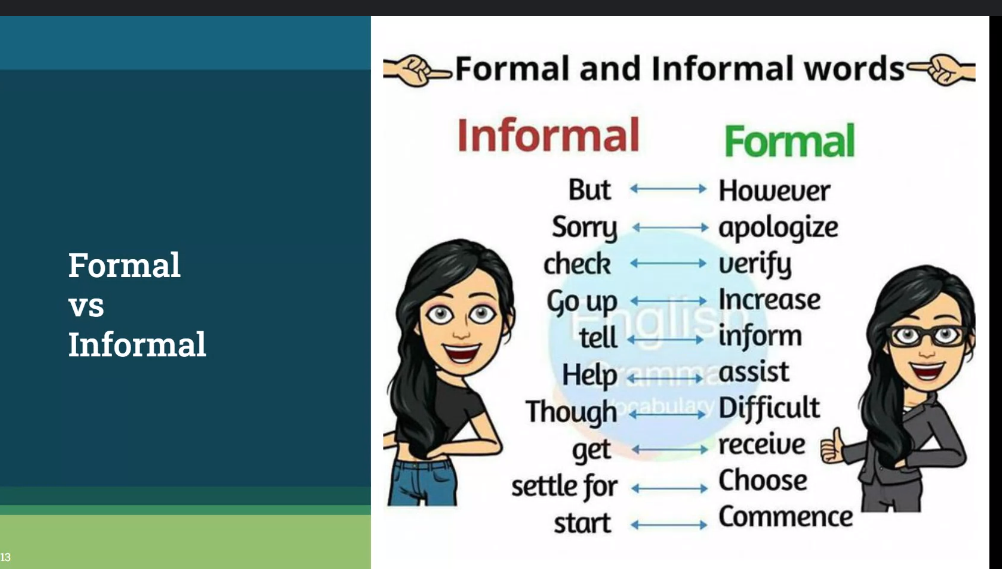 Formal
vs
Informal
13
Formal and Informal words
Informal Formal
But However
Sorry apologize
check verify
Go up Increase
tell inform
Help assist
Though Difficult
get receive
settle for Choose
start Commence
English
Grammar
Vocabulary